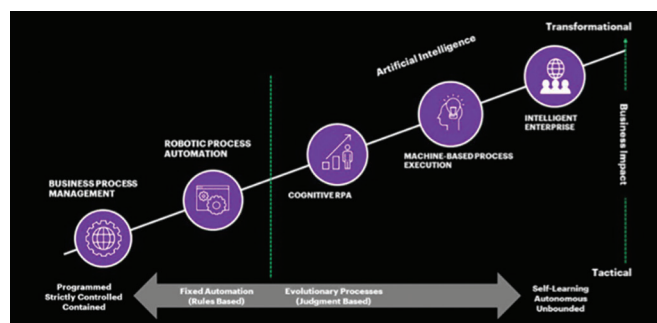 Transformational
Artificial Intelligence
INTELLIGENT
ENTERPRISE
Business Impact
ROBOTIC PROCESS
AUTOMATION
MACHINE-BASED PROCESS
EXECUTION
BUSINESS PROCESS
MANAGEMENT
COGNITIVE RPA
Tactical
Programmed
Strictly Controlled
Contained
Fixed Automation
(Rules Based)
Evolutionary Processes
(Judgment Based)
Self-Learning
Autonomous
Unbounded